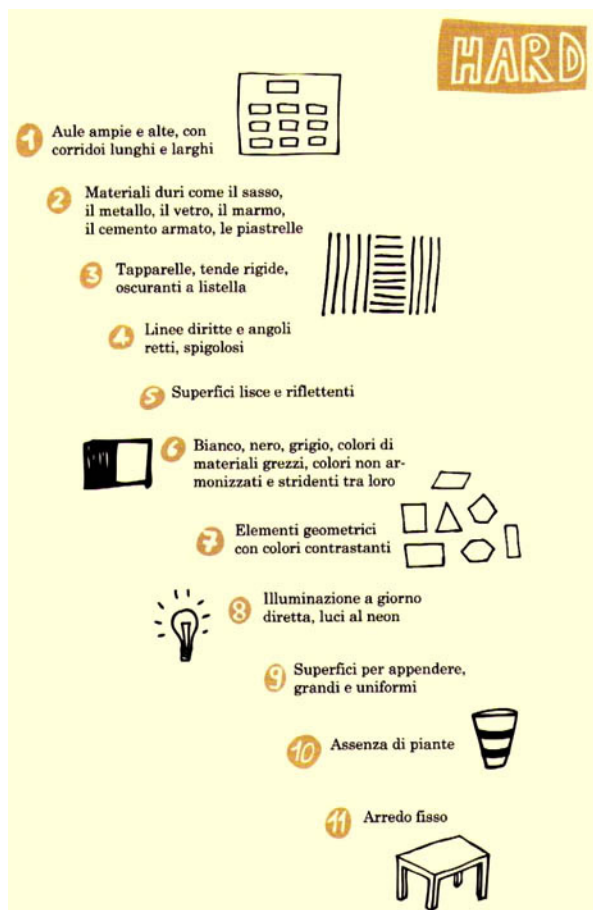 HARD
1 Aule ampie e alte, con
corridoi lunghi e larghi
2 Materiali duri come il sasso,
il metallo, il vetro, il marmo,
il cemento armato, le piastrelle
3 Tapparelle, tende rigide,
oscuranti a listella
4 Linee diritte e angoli
retti, spigolosi
5 Superfici lisce e riflettenti
6 Bianco, nero, grigio, colori di
materiali grezzi, colori non ar-
monizzati e stridenti tra loro
7 Elementi geometrici
con colori contrastanti
8 Illuminazione a giorno
diretta, luci al neon
9 Superfici per appendere,
grandi e uniformi
10 Assenza di piante
11 Arredo fisso